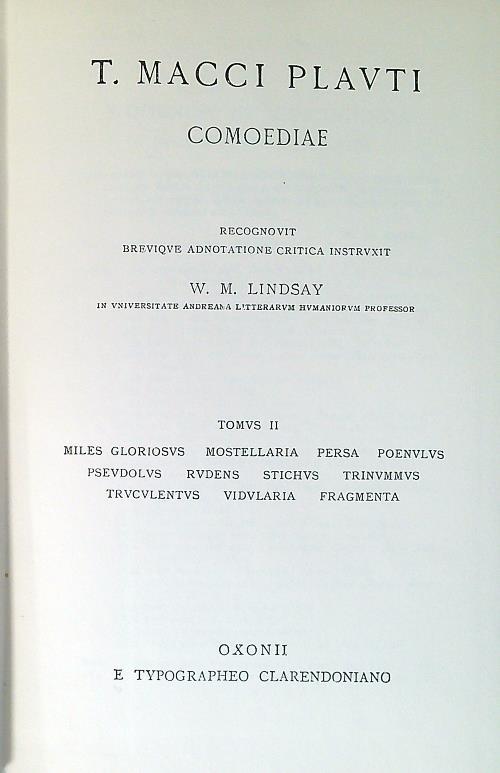 T. MACCI PLAVTI
COMOEDIAE
RECOGNOVIT
BREVIQVE ADNOTATIONE CRITICA INSTRVXIT
W. M. LINDSAY
IN VNIVERSITATE ANDREANA LITTERARVM HVMANIORVM PROFESSOR
TOMVS II
MILES GLORIOSVS MOSTELLARIA PERSA POENVLVS
PSEVDOLVS RVDENS STICHVS TRINVMMVS
TRVCVLENTVS VIDVLARIA FRAGMENTA
OXONII
E TYPOGRAPHEO CLARENDONIANO